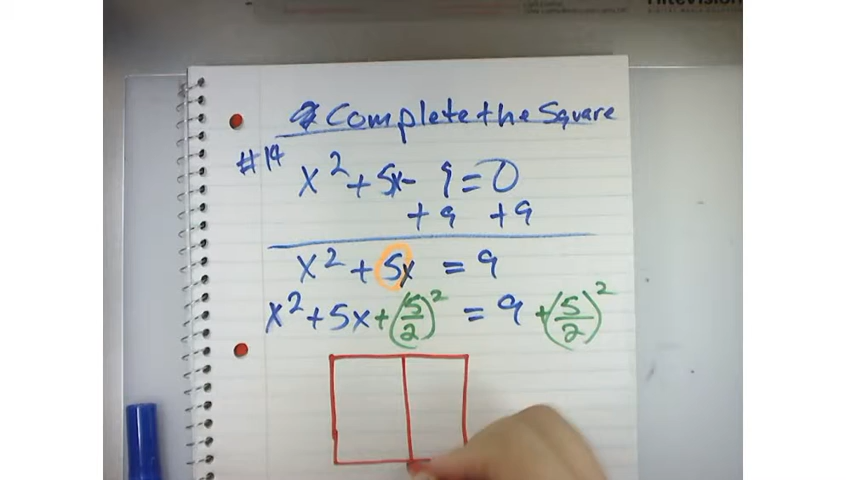 Complete the Square
#14
x² + 5x - 9 = 0
+9 +9
x² + 5x = 9
x² + 5x + (5/2)² = 9 + (5/2)²